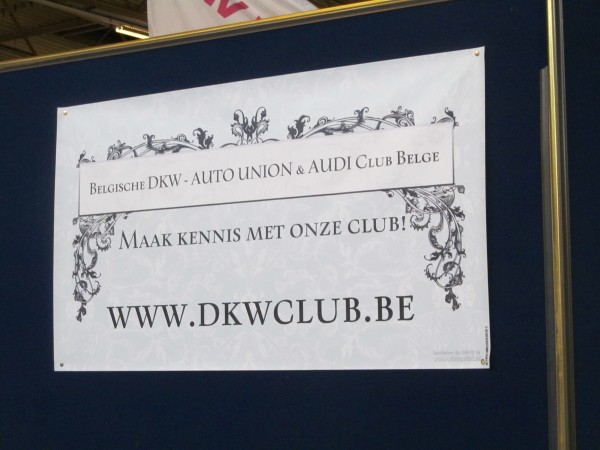 Belgische DKW - AUTO UNION & AUDI Club Belge
Maak kennis met onze club!
www.dkwclub.be